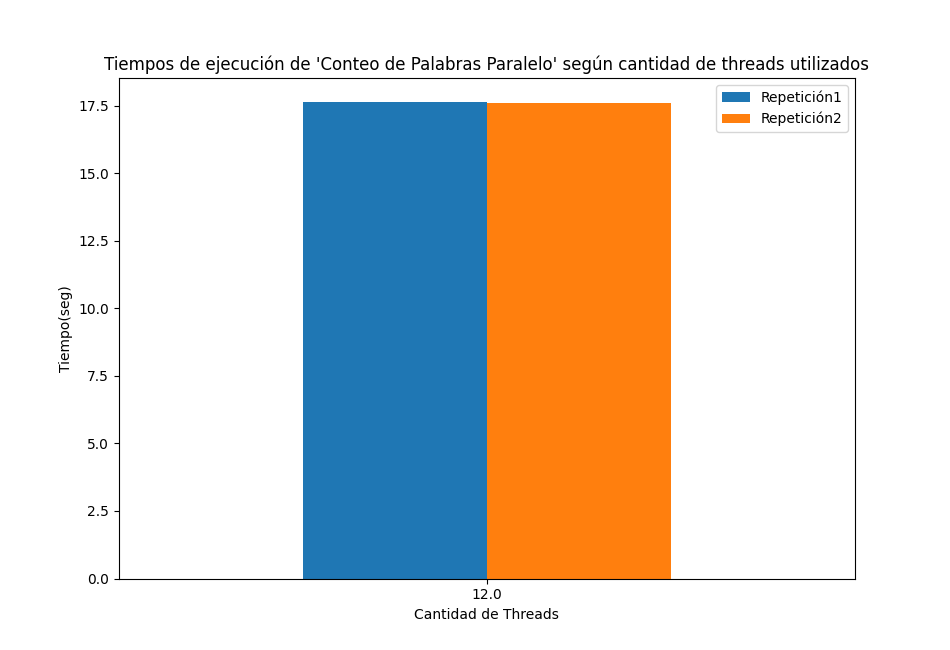 Tiempos de ejecución de 'Conteo de Palabras Paralelo' según cantidad de threads utilizados
Repetición1
Repetición2
17.5
15.0
12.5
10.0
7.5
5.0
2.5
0.0
Tiempo(seg)
12.0
Cantidad de Threads